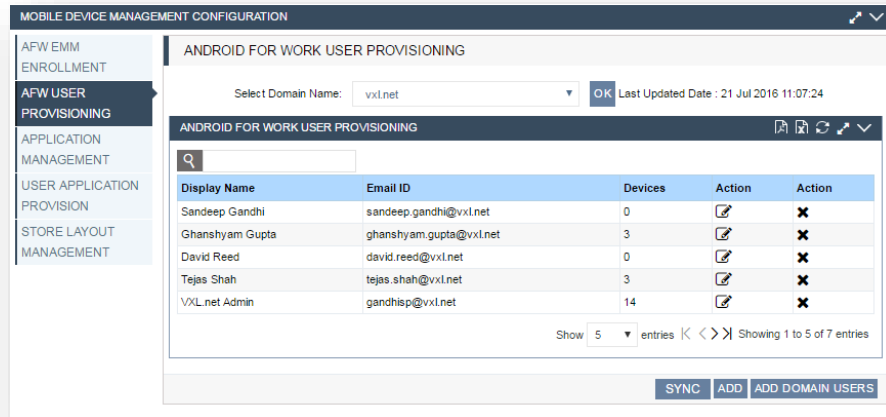 MOBILE DEVICE MANAGEMENT CONFIGURATION
AFW EMM
ENROLLMENT
AFW USER
PROVISIONING
APPLICATION
MANAGEMENT
USER APPLICATION
PROVISION
STORE LAYOUT
MANAGEMENT
ANDROID FOR WORK USER PROVISIONING
Select Domain Name: vxl.net OK Last Updated Date : 21 Jul 2016 11:07:24
ANDROID FOR WORK USER PROVISIONING
Display Name Email ID Devices Action Action
Sandeep Gandhi sandeep.gandhi@vxl.net 0
Ghanshyam Gupta ghanshyam.gupta@vxl.net 3
David Reed david.reed@vxl.net 0
Tejas Shah tejas.shah@vxl.net 3
VXL.net Admin gandhisp@vxl.net 14
Show 5 entries Showing 1 to 5 of 7 entries
SYNC ADD ADD DOMAIN USERS